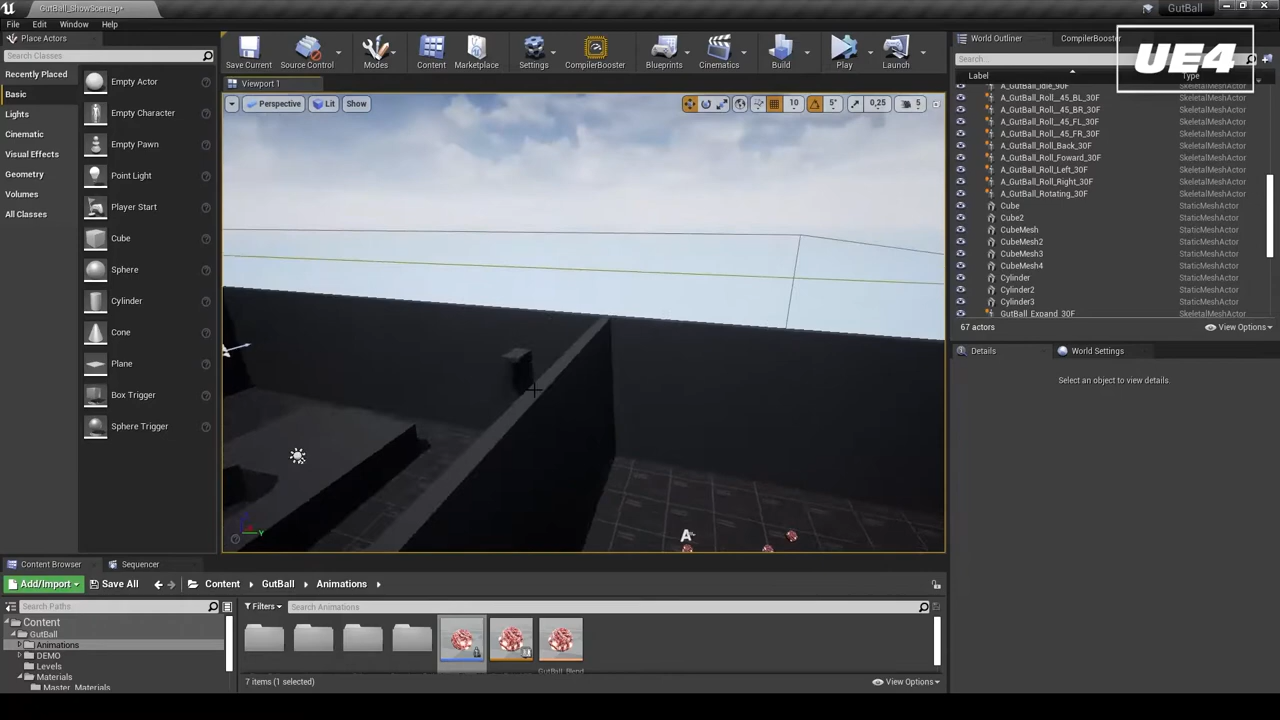 GutBall_ShowScene_p*
GutBall
File Edit Window Help
UE4
Place Actors
Search Classes
Recently Placed
Basic
Lights
Cinematic
Visual Effects
Geometry
Volumes
All Classes
Empty Actor
Empty Character
Empty Pawn
Point Light
Player Start
Cube
Sphere
Cylinder
Cone
Plane
Box Trigger
Sphere Trigger
Save Current
Source Control
Modes
Content
Marketplace
Settings
CompilerBooster
Blueprints
Cinematics
Build
Play
Launch
Viewport 1
Perspective Lit Show
10 5° 0,25 5
World Outliner CompilerBooster
Search...
Label Type
A_GutBall_Idle_90F SkeletalMeshActor
A_GutBall_Roll__45_BL_30F SkeletalMeshActor
A_GutBall_Roll__45_BR_30F SkeletalMeshActor
A_GutBall_Roll__45_FL_30F SkeletalMeshActor
A_GutBall_Roll__45_FR_30F SkeletalMeshActor
A_GutBall_Roll_Back_30F SkeletalMeshActor
A_GutBall_Roll_Foward_30F SkeletalMeshActor
A_GutBall_Roll_Left_30F SkeletalMeshActor
A_GutBall_Roll_Right_30F SkeletalMeshActor
A_GutBall_Rotating_30F SkeletalMeshActor
Cube StaticMeshActor
Cube2 StaticMeshActor
CubeMesh StaticMeshActor
CubeMesh2 StaticMeshActor
CubeMesh3 StaticMeshActor
CubeMesh4 StaticMeshActor
Cylinder StaticMeshActor
Cylinder2 StaticMeshActor
Cylinder3 StaticMeshActor
GutBall_Expand_30F SkeletalMeshActor
67 actors View Options
Details World Settings
Select an object to view details.
A
Y
Content Browser Sequencer
Add/Import Save All Content GutBall Animations
Search Paths
Filters Search Animations
Content
GutBall
Animations
DEMO
Levels
Materials
Master_Materials
GutBall_Blend
7 items (1 selected) View Options